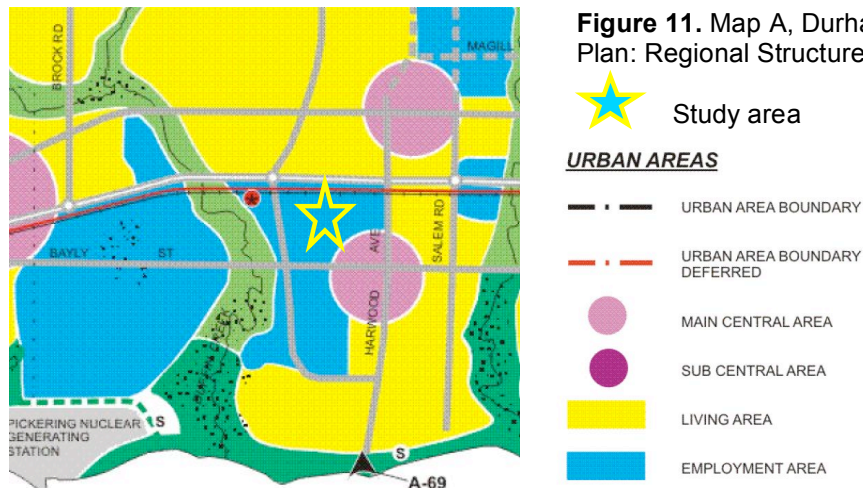 Figure 11. Map A, Durha
Plan: Regional Structure
Study area
URBAN AREAS
URBAN AREA BOUNDARY
URBAN AREA BOUNDARY
DEFERRED
MAIN CENTRAL AREA
SUB CENTRAL AREA
LIVING AREA
EMPLOYMENT AREA
BROCK RD
MAGILL
BAYLY ST
HARWOOD AVE
SALEM RD
CREEK
PICKERING NUCLEAR
GENERATING
STATION
S
S
A-69